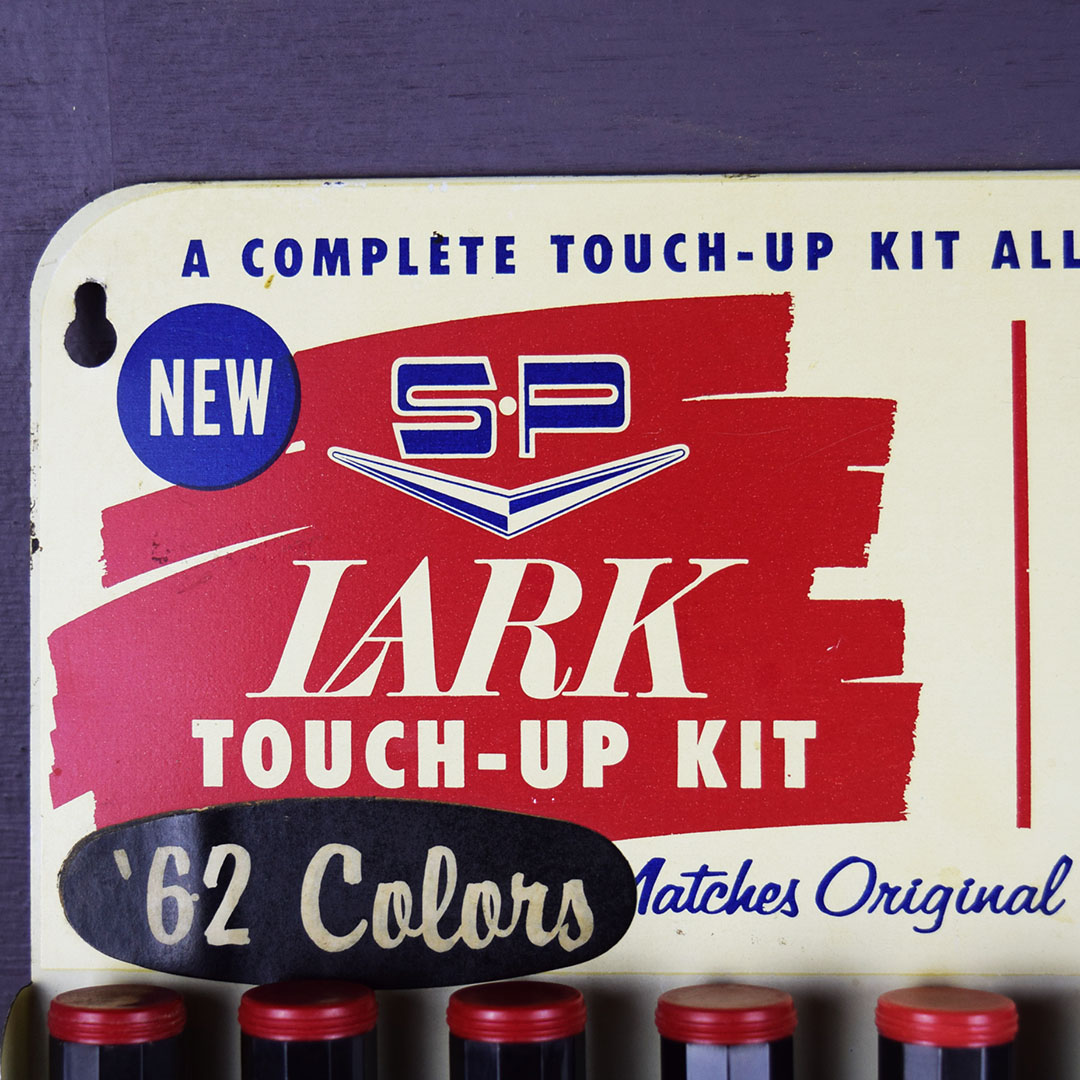 A COMPLETE TOUCH-UP KIT ALL
NEW
S·P
LARK
TOUCH-UP KIT
'62 Colors
Matches Original